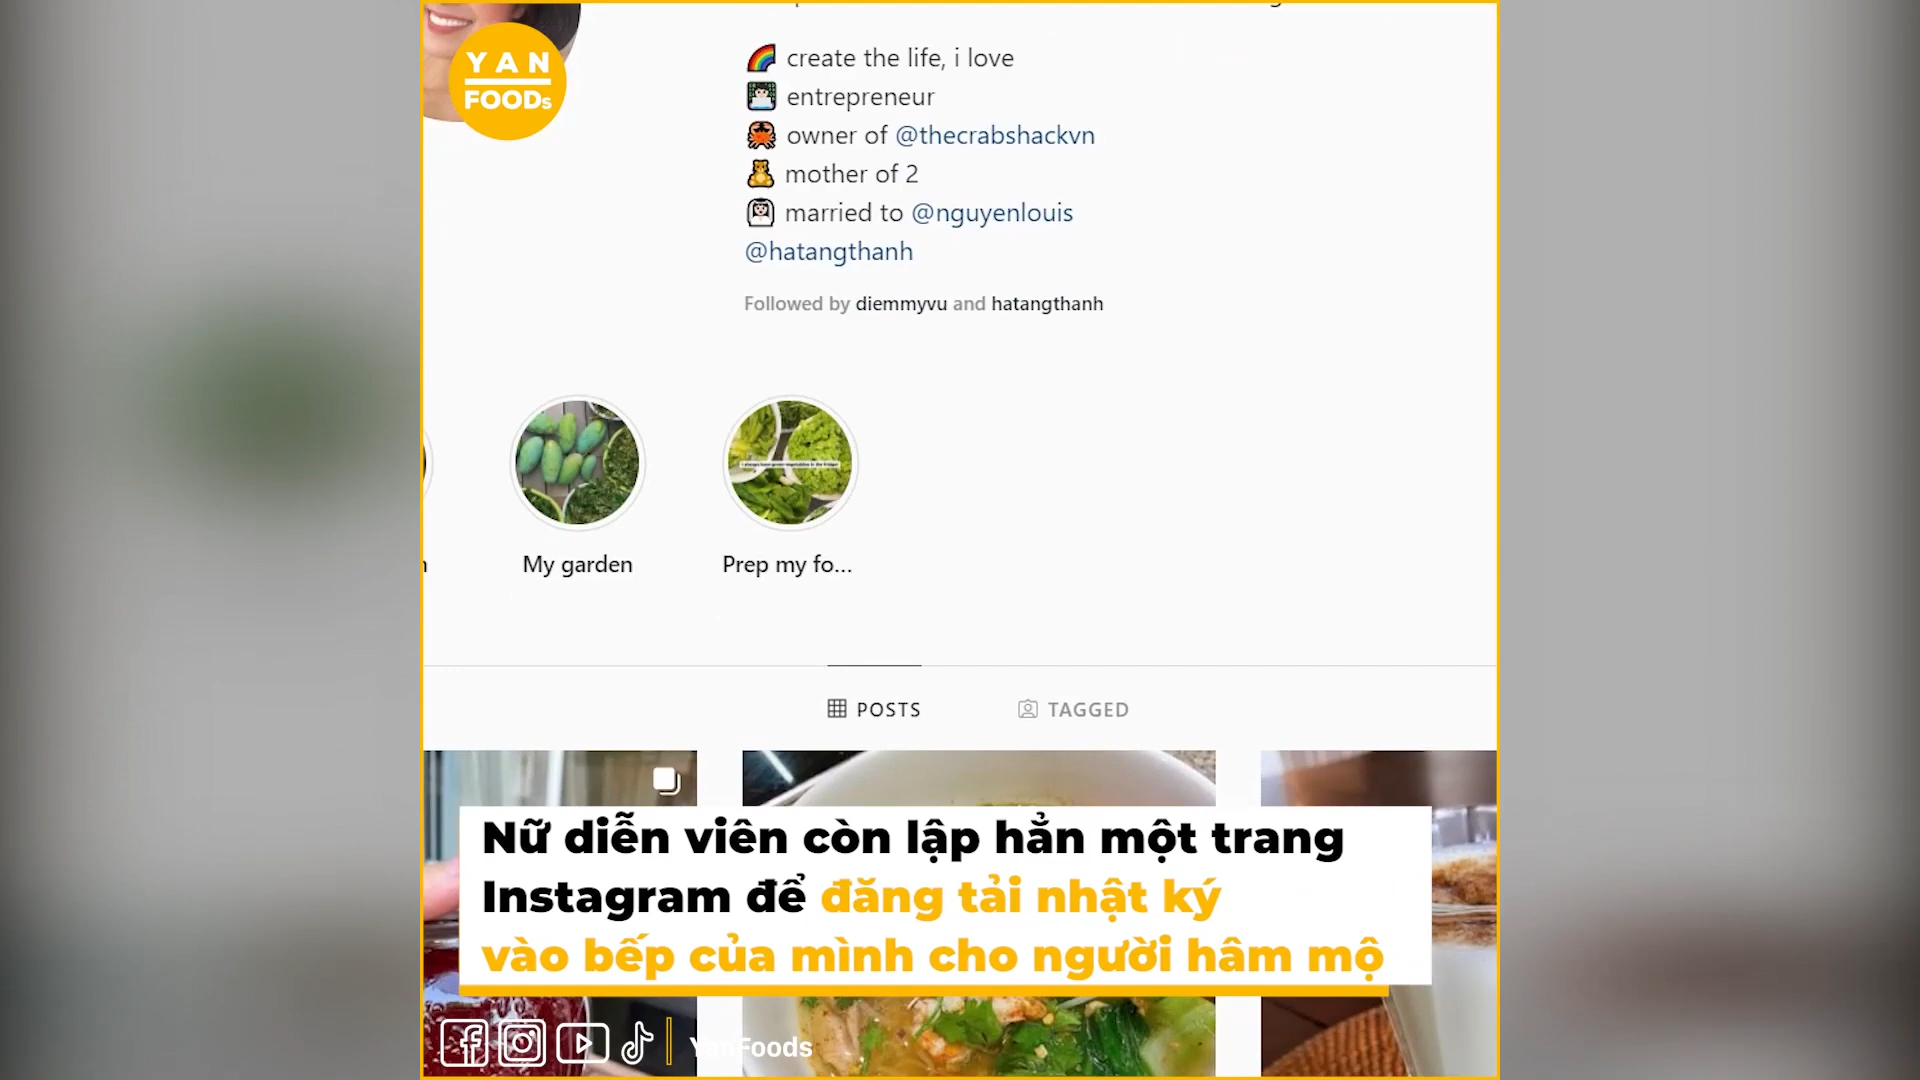 YAN
FOODs
create the life, i love
entrepreneur
owner of @thecrabshackvn
mother of 2
married to @nguyenlouis
@hatangthanh
Followed by diemmyvu and hatangthanh
My garden
Prep my fo...
POSTS
TAGGED
Nữ diễn viên còn lập hẳn một trang
Instagram để đăng tải nhật ký
vào bếp của mình cho người hâm mộ
YanFoods